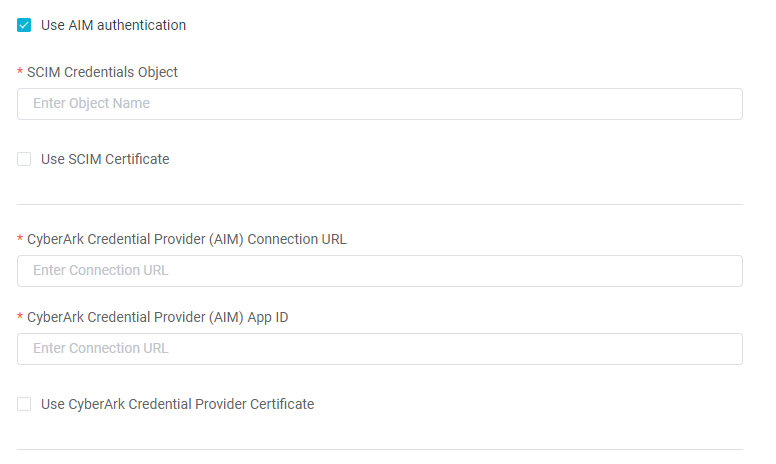 Use AIM authentication
* SCIM Credentials Object
Enter Object Name
Use SCIM Certificate
* CyberArk Credential Provider (AIM) Connection URL
Enter Connection URL
* CyberArk Credential Provider (AIM) App ID
Enter Connection URL
Use CyberArk Credential Provider Certificate